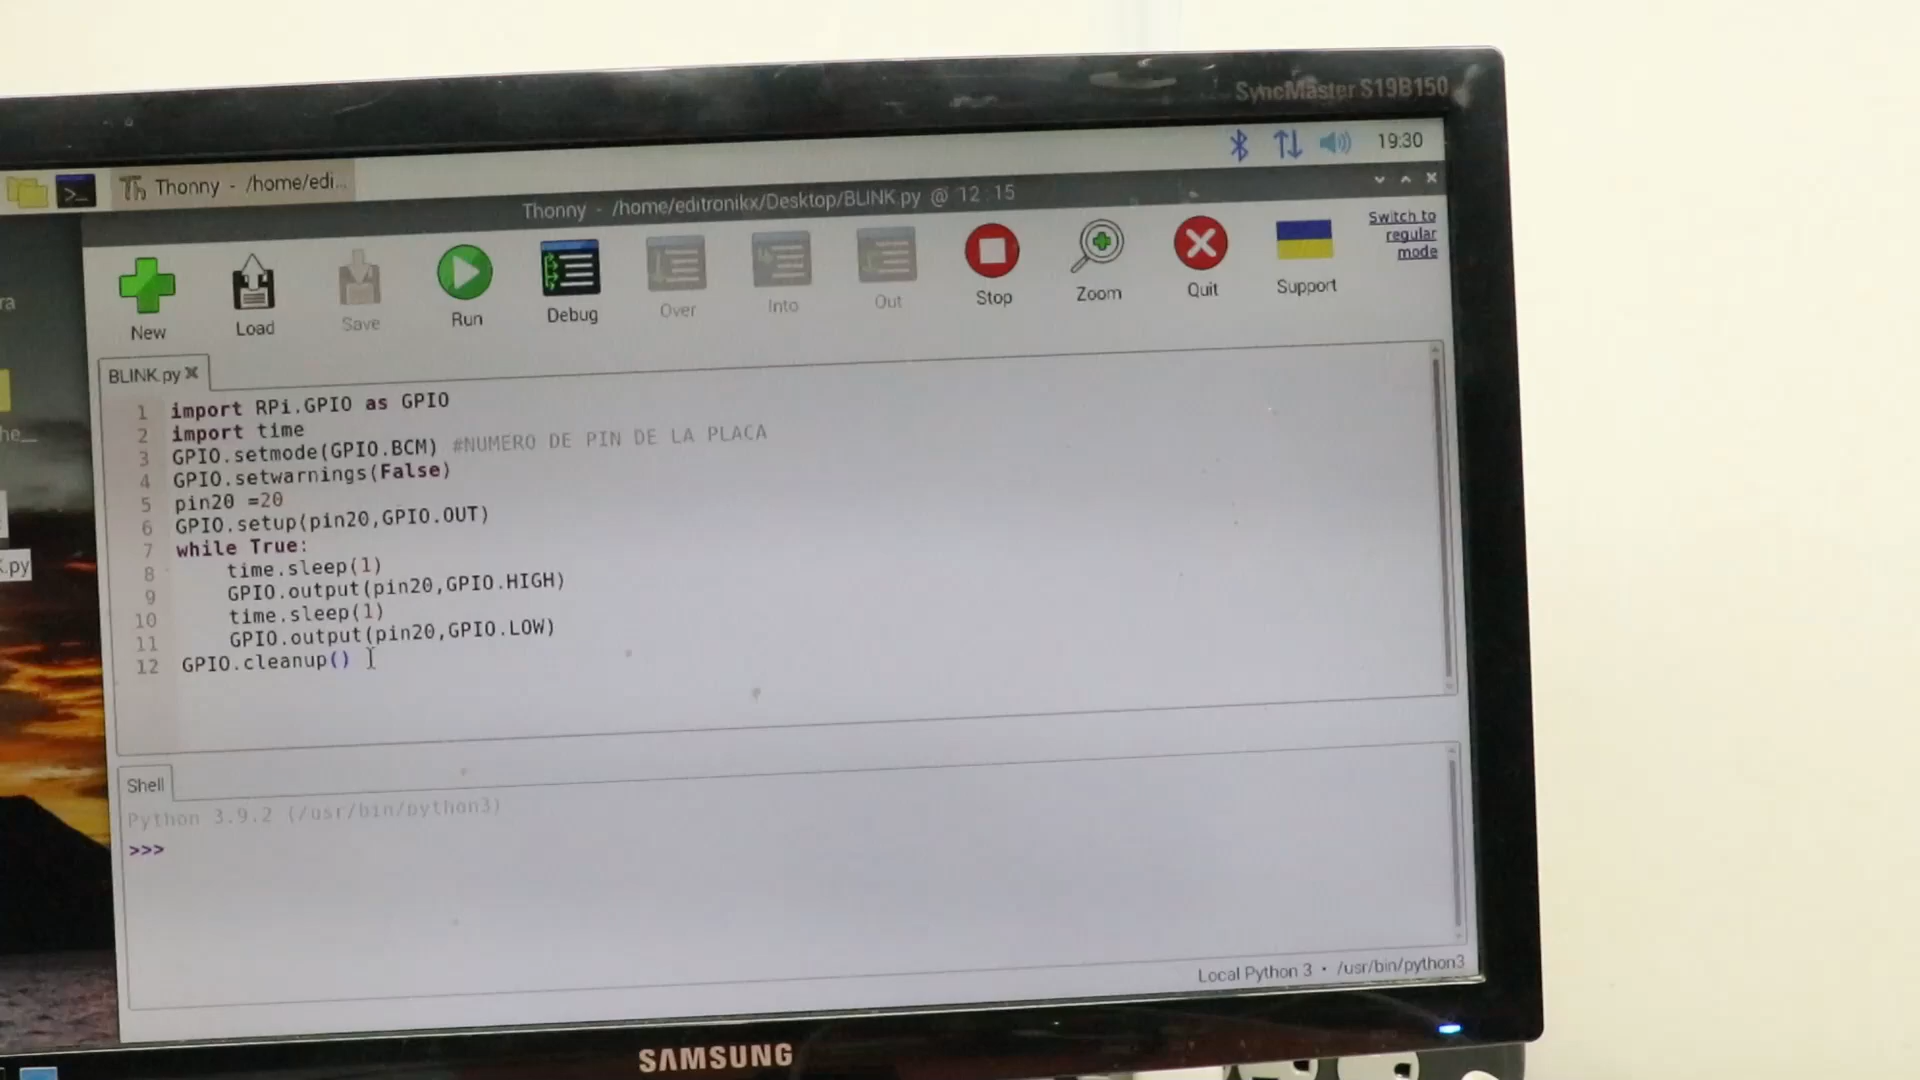 SyncMaster S19B150
19:30
Thonny - /home/edi...
Thonny - /home/editronikx/Desktop/BLINK.py @ 12 : 15
Switch to
regular
mode
New
Load
Save
Run
Debug
Over
Into
Out
Stop
Zoom
Quit
Support
BLINK.py
1 import RPi.GPIO as GPIO
2 import time
3 GPIO.setmode(GPIO.BCM) #NUMERO DE PIN DE LA PLACA
4 GPIO.setwarnings(False)
5 pin20 =20
6 GPIO.setup(pin20,GPIO.OUT)
7 while True:
8 time.sleep(1)
9 GPIO.output(pin20,GPIO.HIGH)
10 time.sleep(1)
11 GPIO.output(pin20,GPIO.LOW)
12 GPIO.cleanup()
.py
Shell
Python 3.9.2 (/usr/bin/python3)
>>>
Local Python 3 • /usr/bin/python3
SAMSUNG